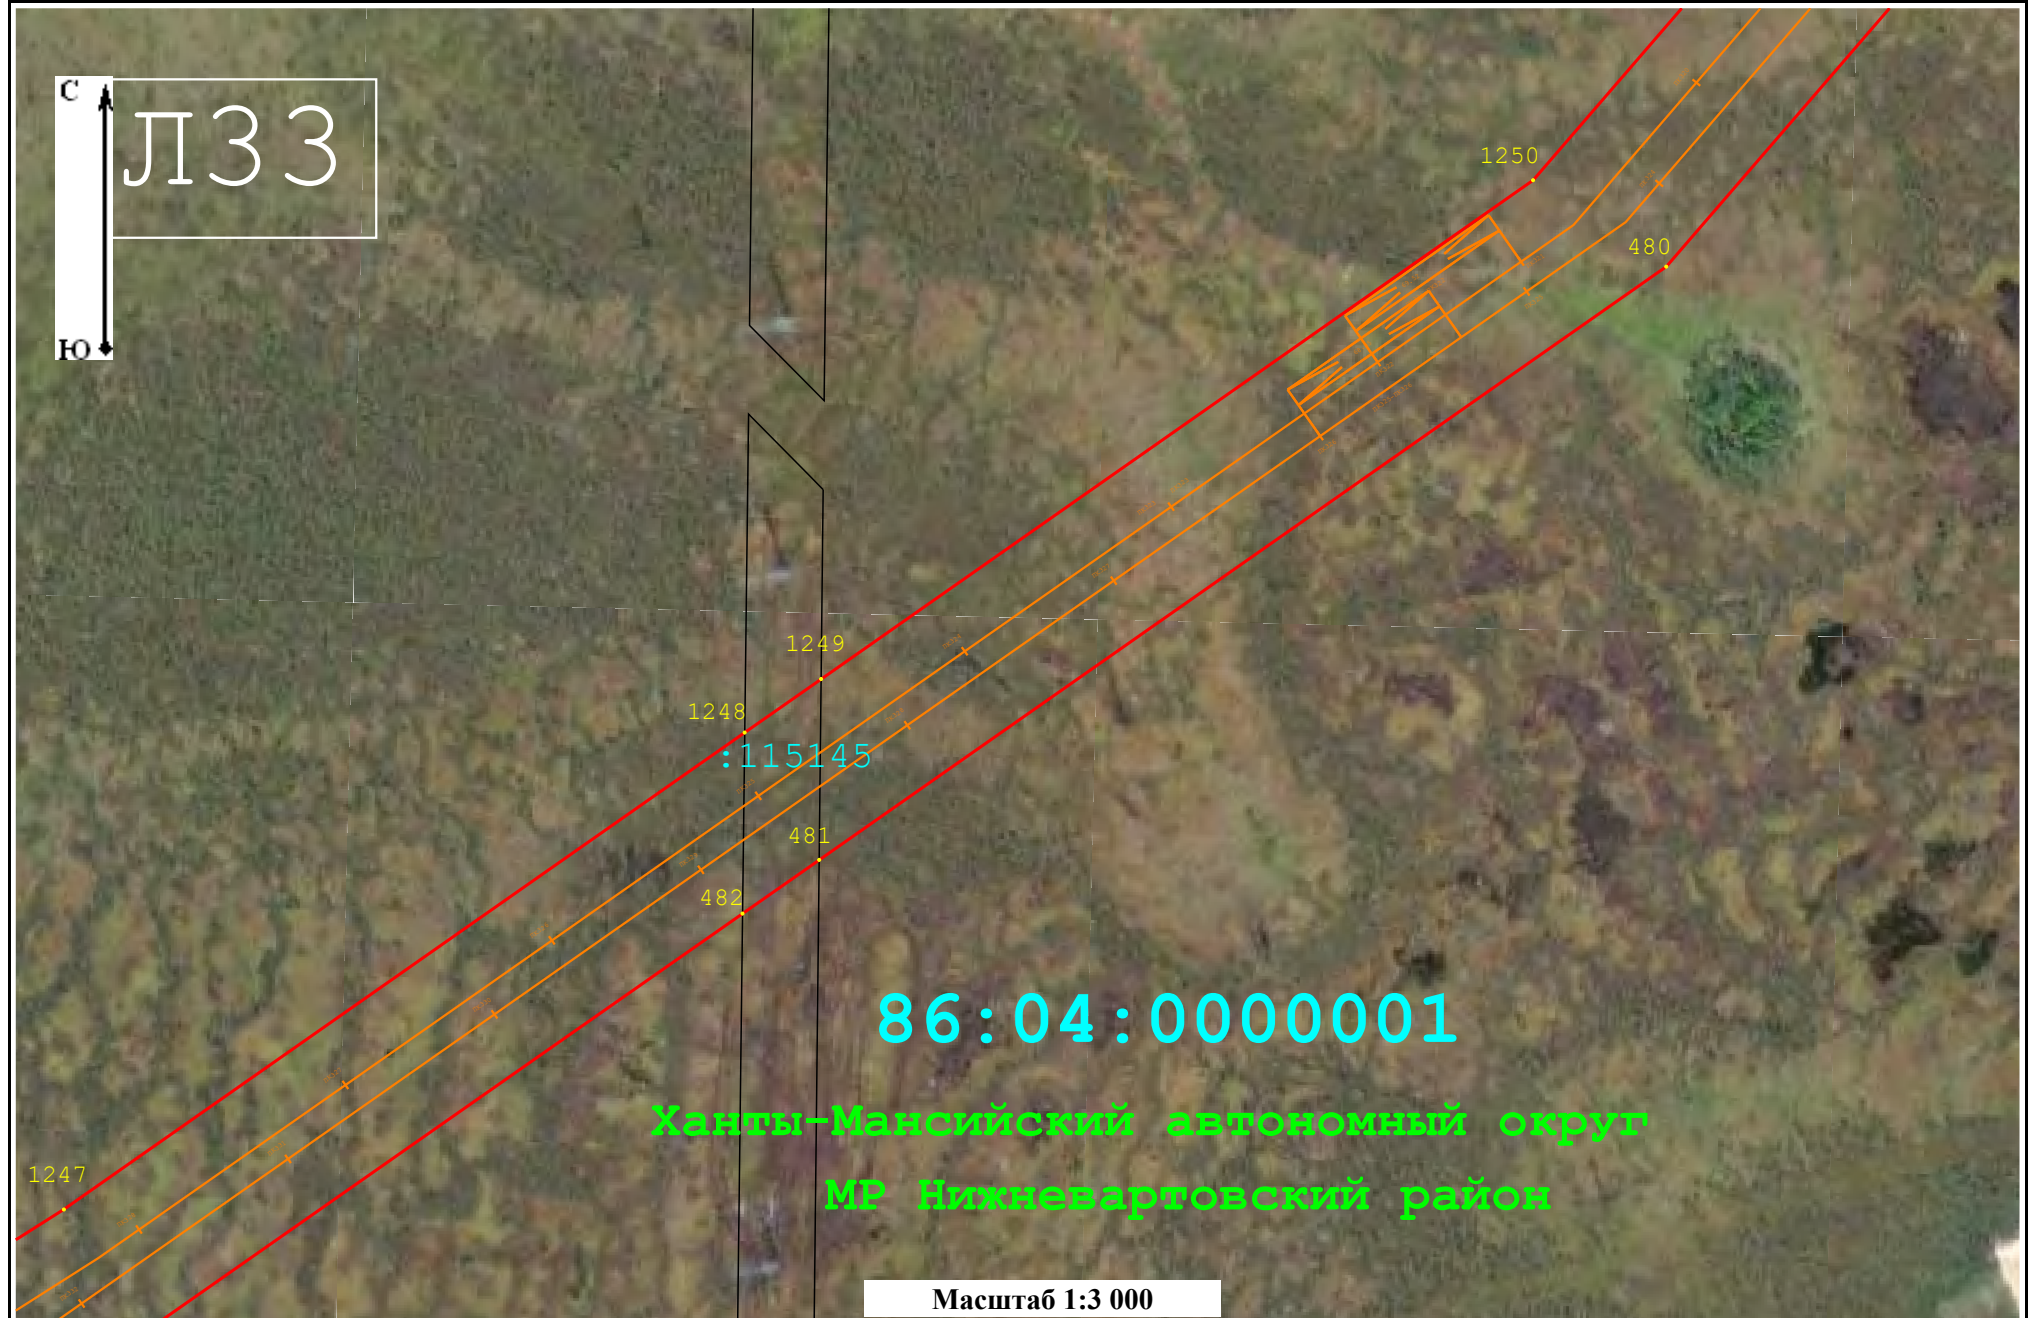 С
Л33
Ю
1250
480
1249
1248
:115145
481
482
86:04:0000001
Ханты-Мансийский автономный округ
1247
МР Нижневартовский район
Масштаб 1:3 000